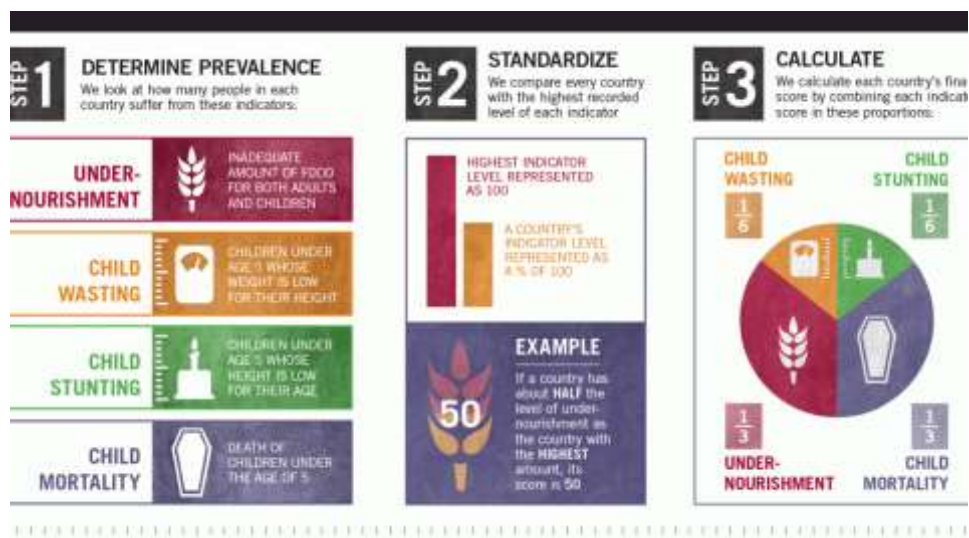 STEP 1
DETERMINE PREVALENCE
We look at how many people in each
country suffer from these indicators.
UNDER-
NOURISHMENT
INADEQUATE
AMOUNT OF FOOD
FOR BOTH ADULTS
AND CHILDREN
CHILD
WASTING
CHILDREN UNDER
AGE 5 WHOSE
WEIGHT IS LOW
FOR THEIR HEIGHT
CHILD
STUNTING
CHILDREN UNDER
AGE 5 WHOSE
HEIGHT IS LOW
FOR THEIR AGE
CHILD
MORTALITY
DEATH OF
CHILDREN UNDER
THE AGE OF 5
STEP 2
STANDARDIZE
We compare every country
with the highest recorded
level of each indicator
HIGHEST INDICATOR
LEVEL REPRESENTED
AS 100
A COUNTRY'S
INDICATOR LEVEL
REPRESENTED AS
A % OF 100
50
EXAMPLE
If a country has
about HALF the
level of under-
nourishment as
the country with
the HIGHEST
amount, its
score is 50
STEP 3
CALCULATE
We calculate each country's fina
score by combining each indicat
score in these proportions.
CHILD
WASTING
1/6
CHILD
STUNTING
1/6
1/3
UNDER-
NOURISHMENT
1/3
CHILD
MORTALITY